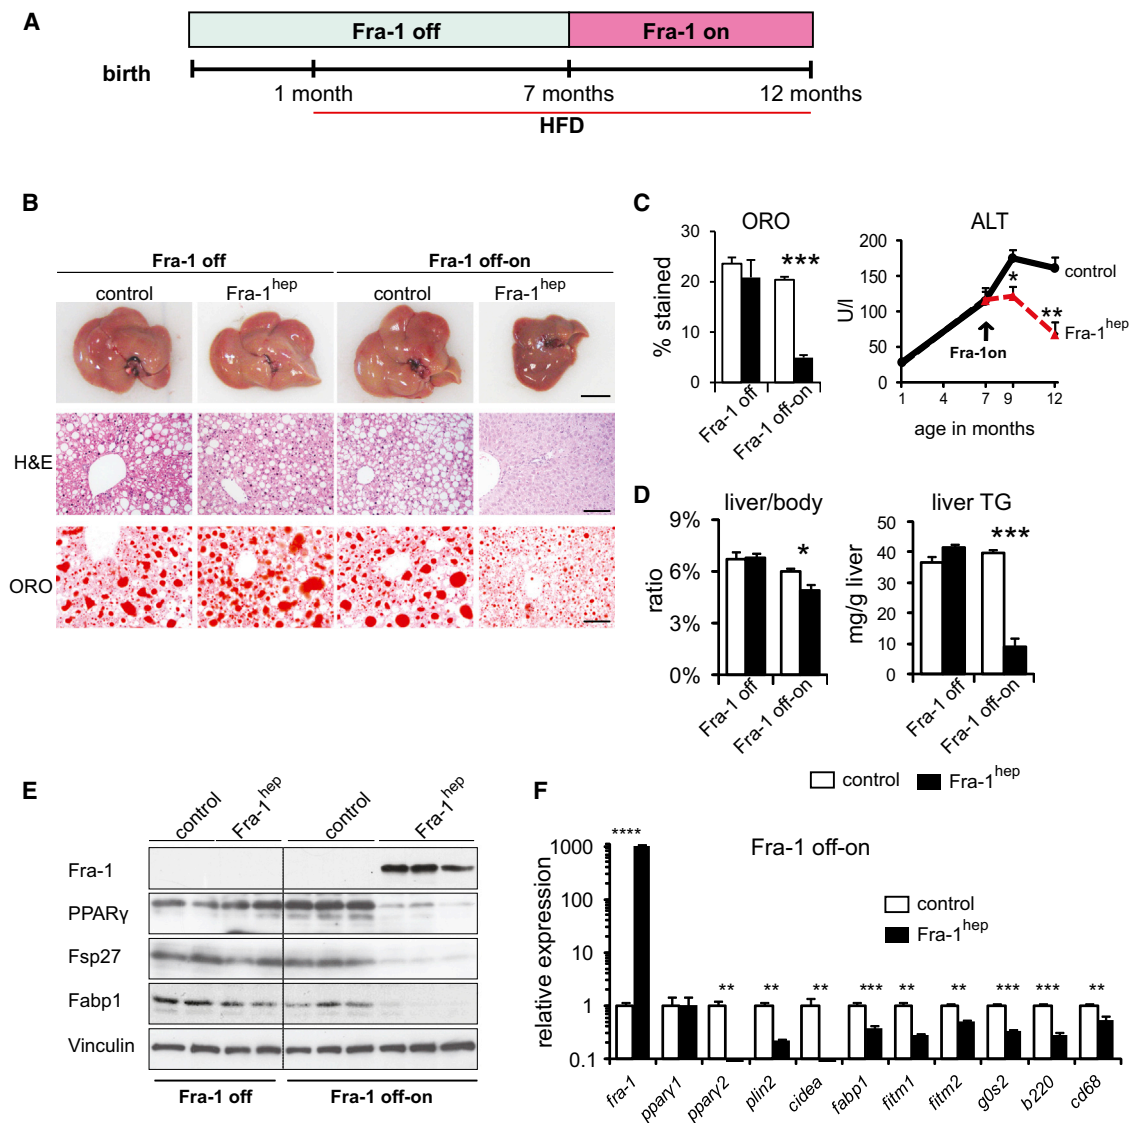 A
Fra-1 off
Fra-1 on
birth
1 month
7 months
12 months
HFD
B
Fra-1 off
Fra-1 off-on
control
Fra-1hep
control
Fra-1hep
H&E
ORO
C
ORO
% stained
30
20
10
0
***
Fra-1 off
Fra-1 off-on
ALT
U/l
200
150
100
50
0
control
*
**
Fra-1hep
Fra-1on
1
4
7
9
12
age in months
D
liver/body
ratio
9%
6%
3%
0%
*
Fra-1 off
Fra-1 off-on
liver TG
mg/g liver
50
40
30
20
10
0
***
Fra-1 off
Fra-1 off-on
control
Fra-1hep
E
control
Fra-1hep
control
Fra-1hep
Fra-1
PPARγ
Fsp27
Fabp1
Vinculin
Fra-1 off
Fra-1 off-on
F
Fra-1 off-on
relative expression
1000
100
10
1
0.1
control
Fra-1hep
****
** ** ** *** ** ** *** *** **
fra-1
pparγ1
pparγ2
plin2
cidea
fabp1
fitm1
fitm2
g0s2
b220
cd68